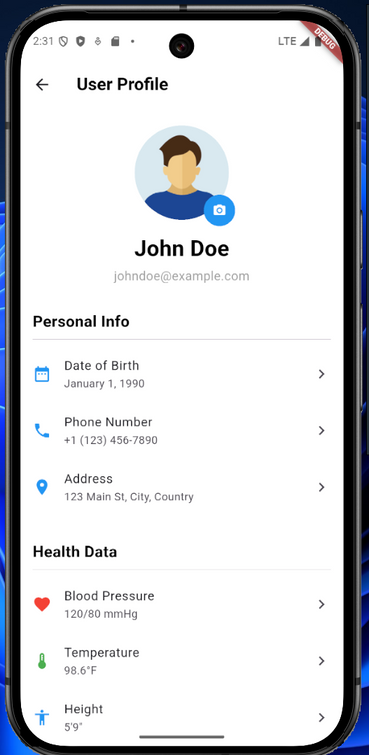 2:31
LTE
DEBUG
User Profile
John Doe
johndoe@example.com
Personal Info
Date of Birth
January 1, 1990
Phone Number
+1 (123) 456-7890
Address
123 Main St, City, Country
Health Data
Blood Pressure
120/80 mmHg
Temperature
98.6°F
Height
5'9"